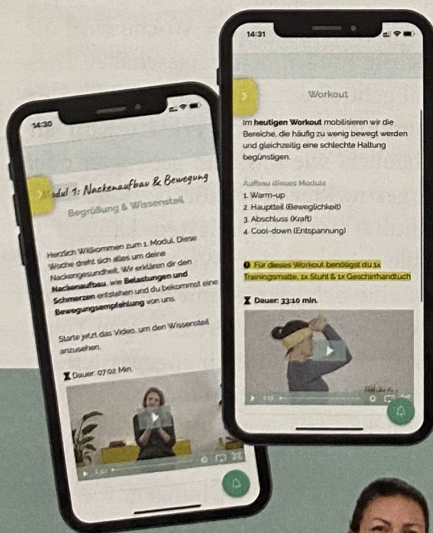 14:30
Modul 1: Nackenaufbau & Bewegung
Begrüßung & Wissensteil
Herzlich Willkommen zum 1. Modul. Diese
Woche dreht sich alles um deine
Nackengesundheit. Wir erklären dir den
Nackenaufbau, wie Belastungen und
Schmerzen entstehen und du bekommst eine
Bewegungsempfehlung von uns.
Starte jetzt das Video, um den Wissensteil
anzusehen.
Dauer: 07:02 Min.
14:31
Workout
Im heutigen Workout mobilisieren wir die
Bereiche, die häufig zu wenig bewegt werden
und gleichzeitig eine schlechte Haltung
begünstigen.
Aufbau dieses Moduls
1. Warm-up
2. Hauptteil (Beweglichkeit)
3. Abschluss (Kraft)
4. Cool-down (Entspannung)
Für dieses Workout benötigst du 1x
Trainingsmatte, 1x Stuhl & 1x Geschirrhandtuch
Dauer: 33:10 min.